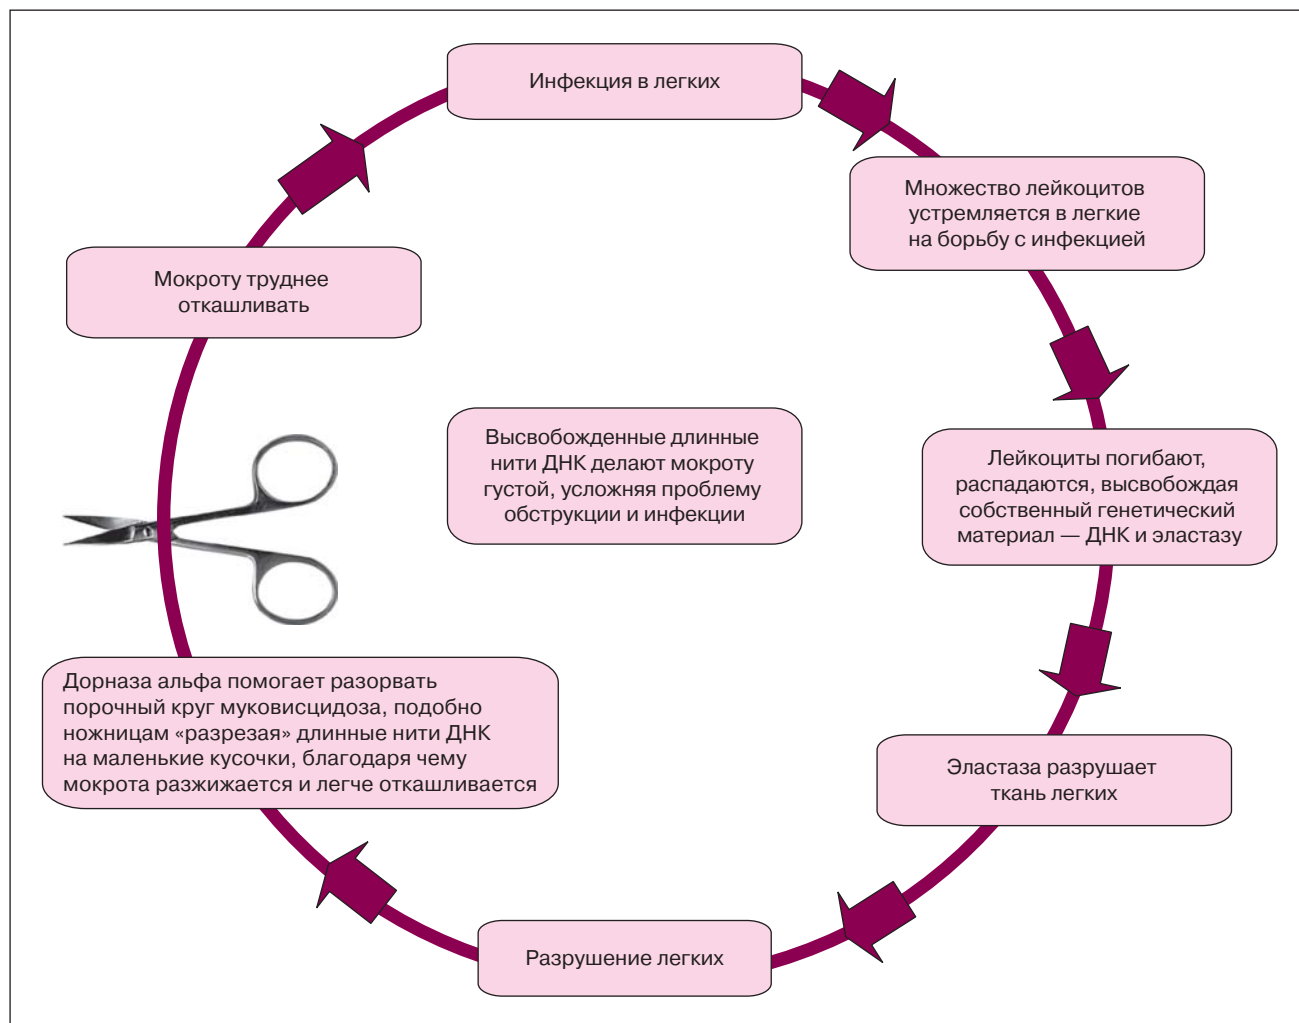 Инфекция в легких
Множество лейкоцитов
устремляется в легкие
на борьбу с инфекцией
Мокроту труднее
откашливать
Высвобожденные длинные
нити ДНК делают мокроту
густой, усложняя проблему
обструкции и инфекции
Лейкоциты погибают,
распадаются, высвобождая
собственный генетический
материал — ДНК и эластазу
Дорназа альфа помогает разорвать
порочный круг муковисцидоза, подобно
ножницам «разрезая» длинные нити ДНК
на маленькие кусочки, благодаря чему
мокрота разжижается и легче откашливается
Эластаза разрушает
ткань легких
Разрушение легких